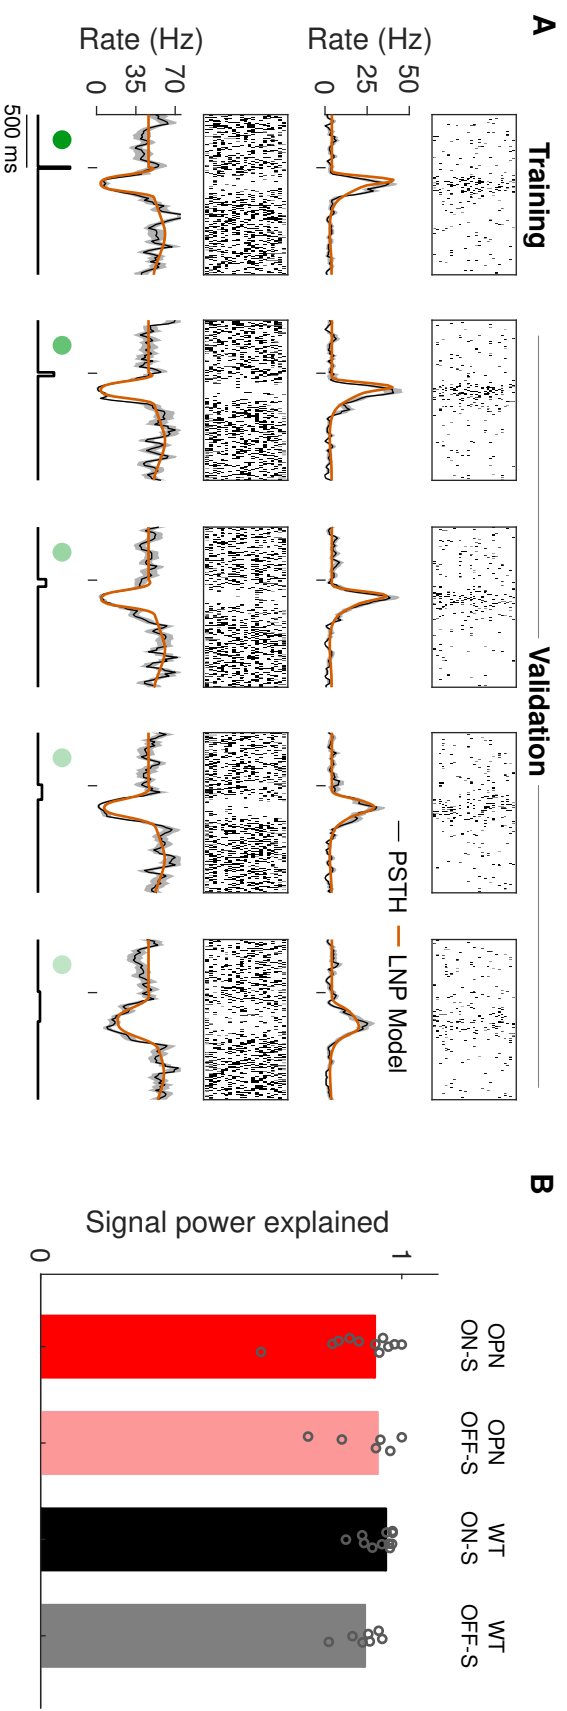 A
Training
Validation
Rate (Hz)
50
25
0
PSTH
LNP Model
Rate (Hz)
70
35
0
500 ms
B
Signal power explained
1
0
OPN
ON-S
OPN
OFF-S
WT
ON-S
WT
OFF-S